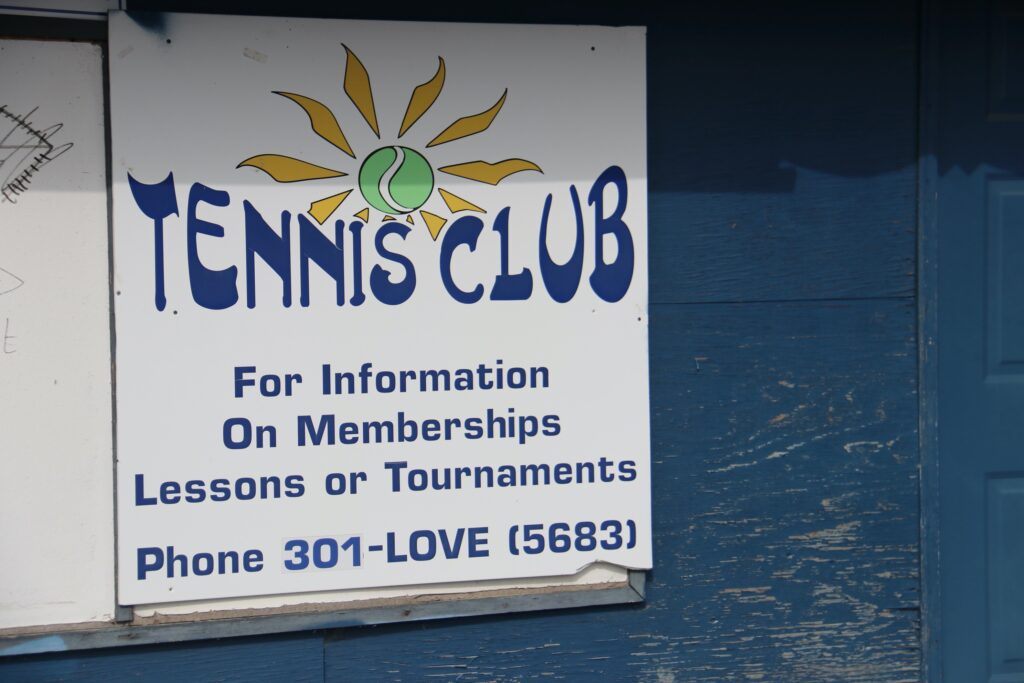 TENNIS CLUB
For Information
On Memberships
Lessons or Tournaments
Phone 301-LOVE (5683)